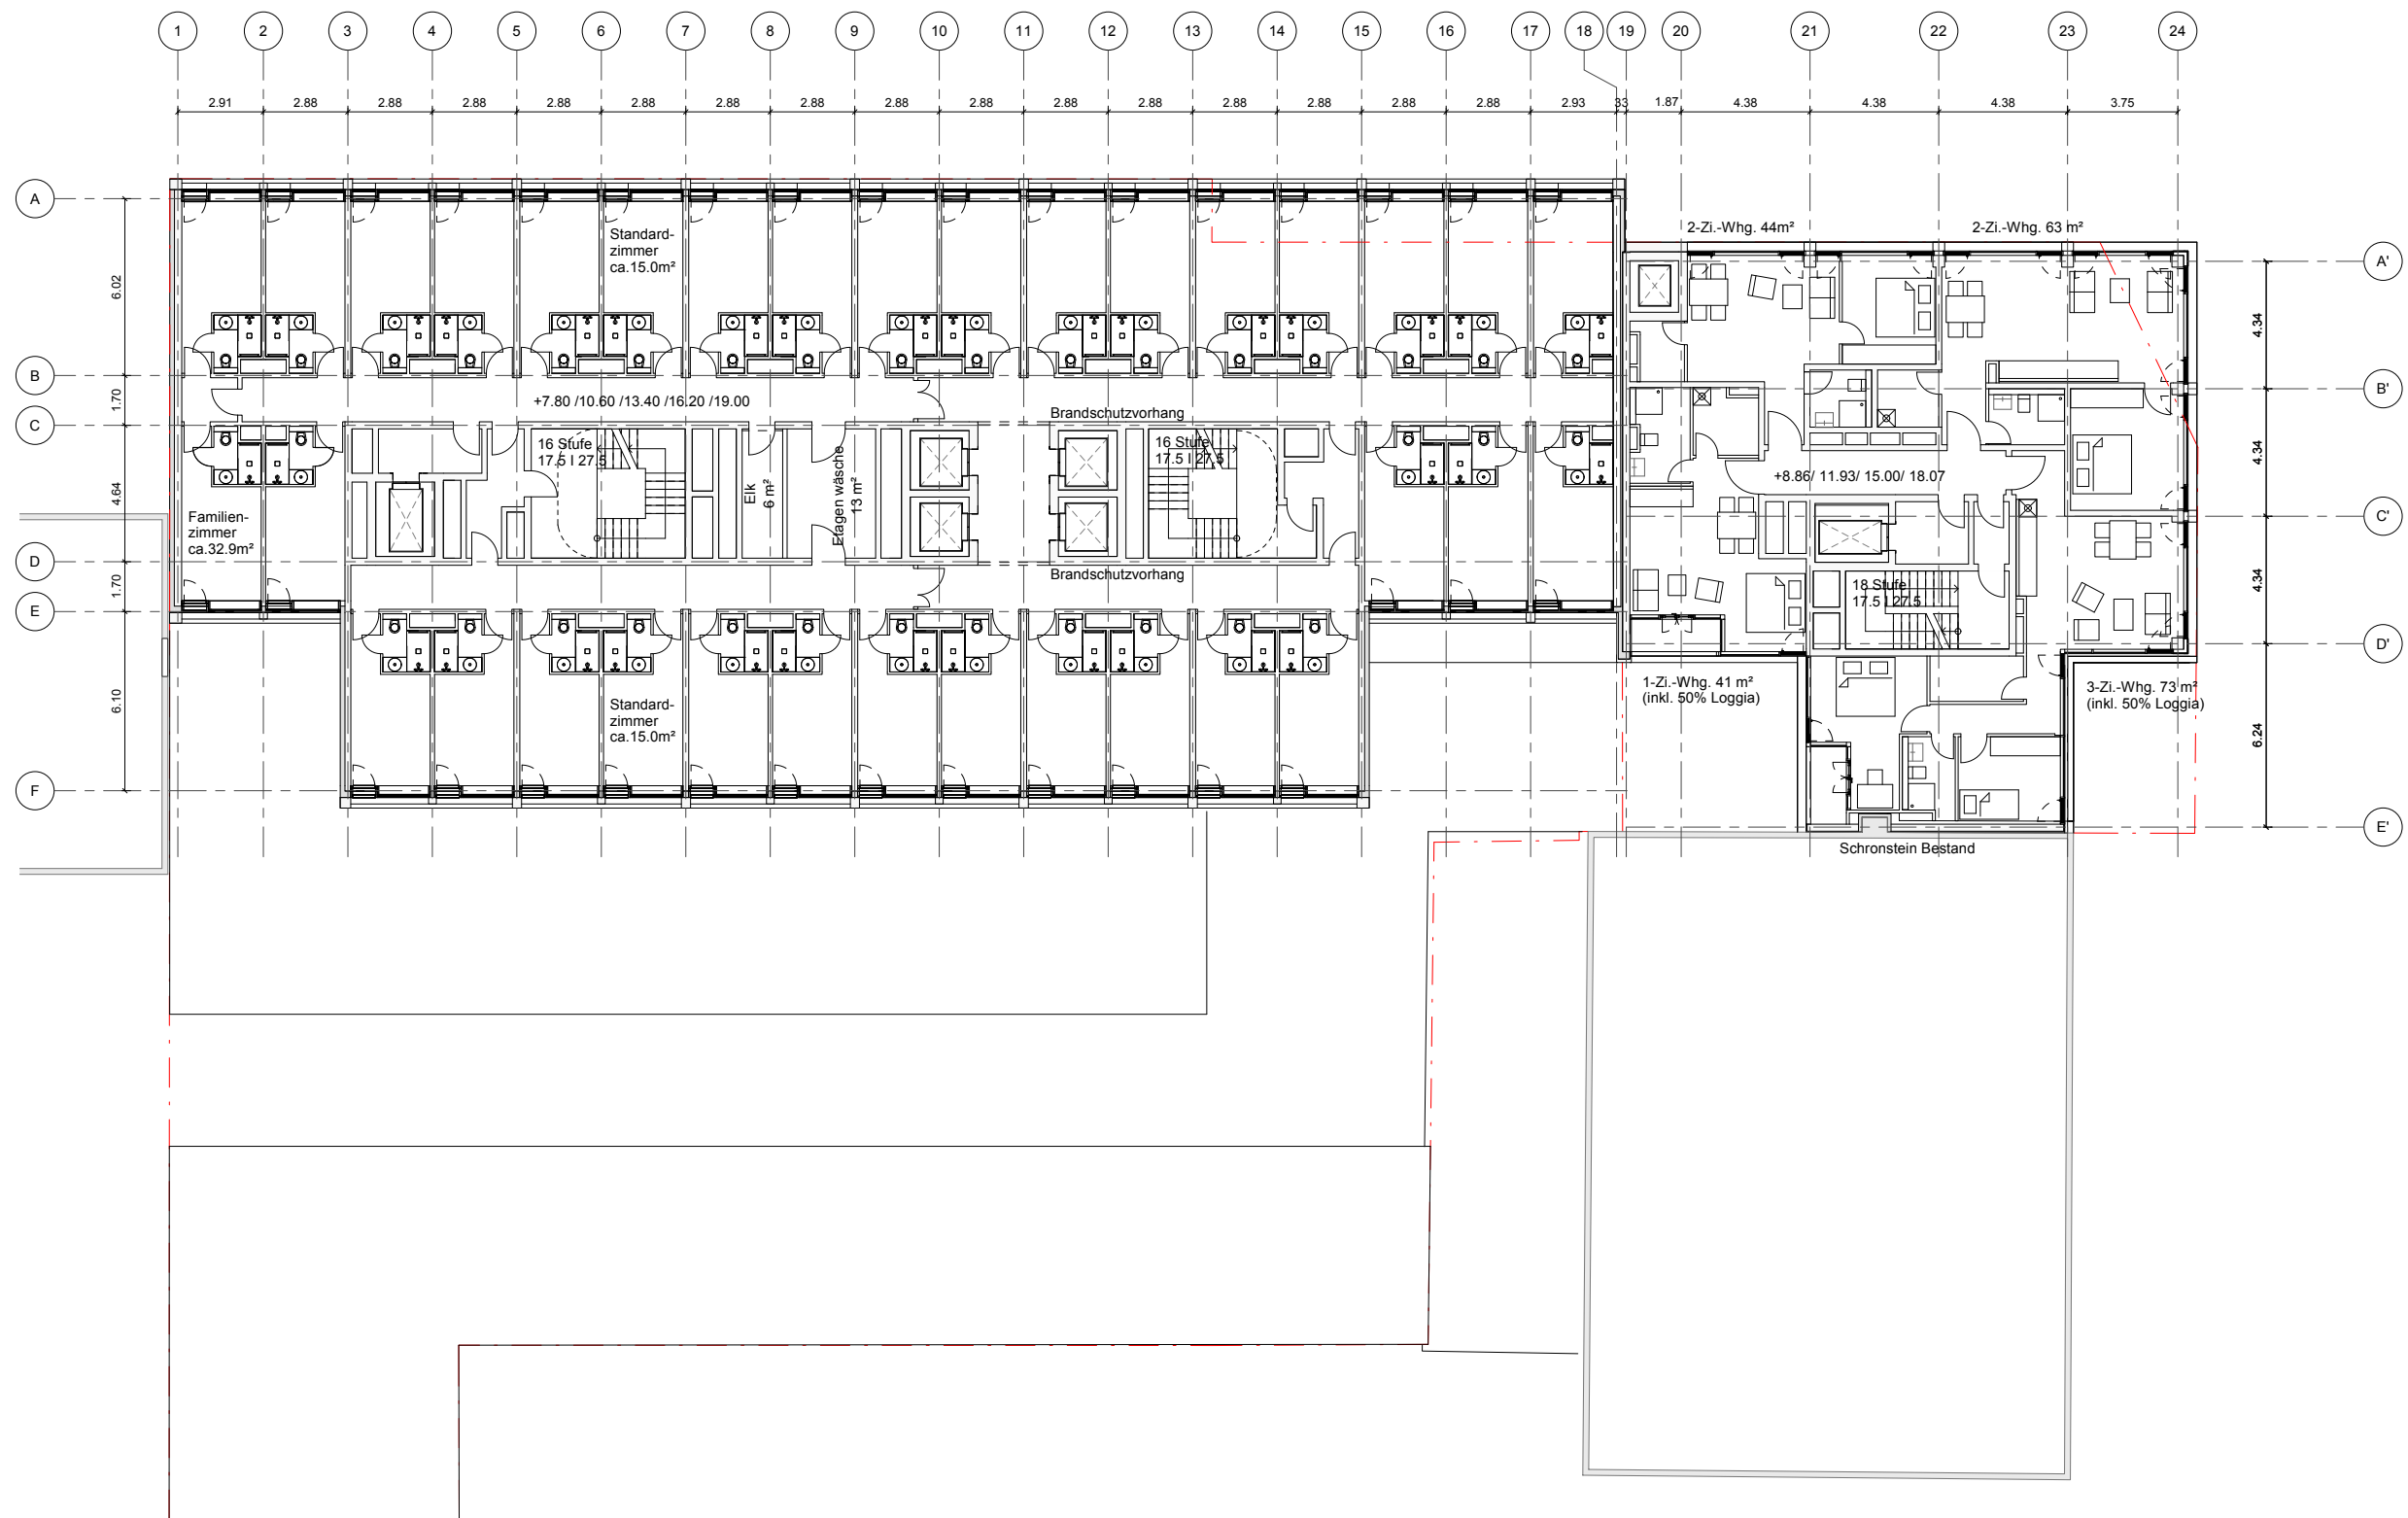 1 2 3 4 5 6 7 8 9 10 11 12 13 14 15 16 17 18 19 20 21 22 23 24
2.91 2.88 2.88 2.88 2.88 2.88 2.88 2.88 2.88 2.88 2.88 2.88 2.88 2.88 2.88 2.88 2.93 33 1.87 4.38 4.38 4.38 3.75
A
B
C
D
E
F
6.02
1.70
4.64
1.70
6.10
A'
B'
C'
D'
E'
4.34
4.34
4.34
6.24
Standard-
zimmer
ca.15.0m²
2-Zi.-Whg. 44m²
2-Zi.-Whg. 63 m²
+7.80 /10.60 /13.40 /16.20 /19.00
Brandschutzvorhang
16 Stufe
17.5 I 27.5
Elk
6 m²
Etagen wäsche
13 m²
16 Stufe
17.5 I 27.5
+8.86/ 11.93/ 15.00/ 18.07
Familien-
zimmer
ca.32.9m²
Brandschutzvorhang
18 Stufe
17.5 I 27.5
Standard-
zimmer
ca.15.0m²
1-Zi.-Whg. 41 m²
(inkl. 50% Loggia)
3-Zi.-Whg. 73 m²
(inkl. 50% Loggia)
Schronstein Bestand